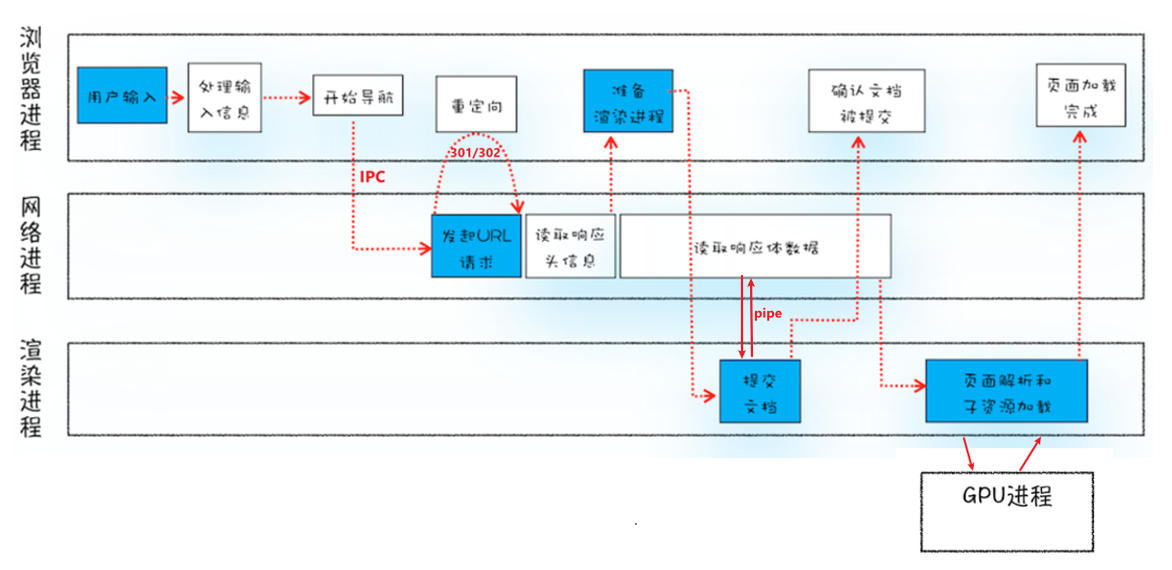 浏览器进程
用户输入
处理输
入信息
开始导航
重定向
301/302
准备
渲染进程
确认文档
被提交
页面加载
完成
IPC
网络进程
发起URL
请求
读取响应
头信息
读取响应体数据
pipe
渲染进程
提交
文档
页面解析和
子资源加载
GPU进程